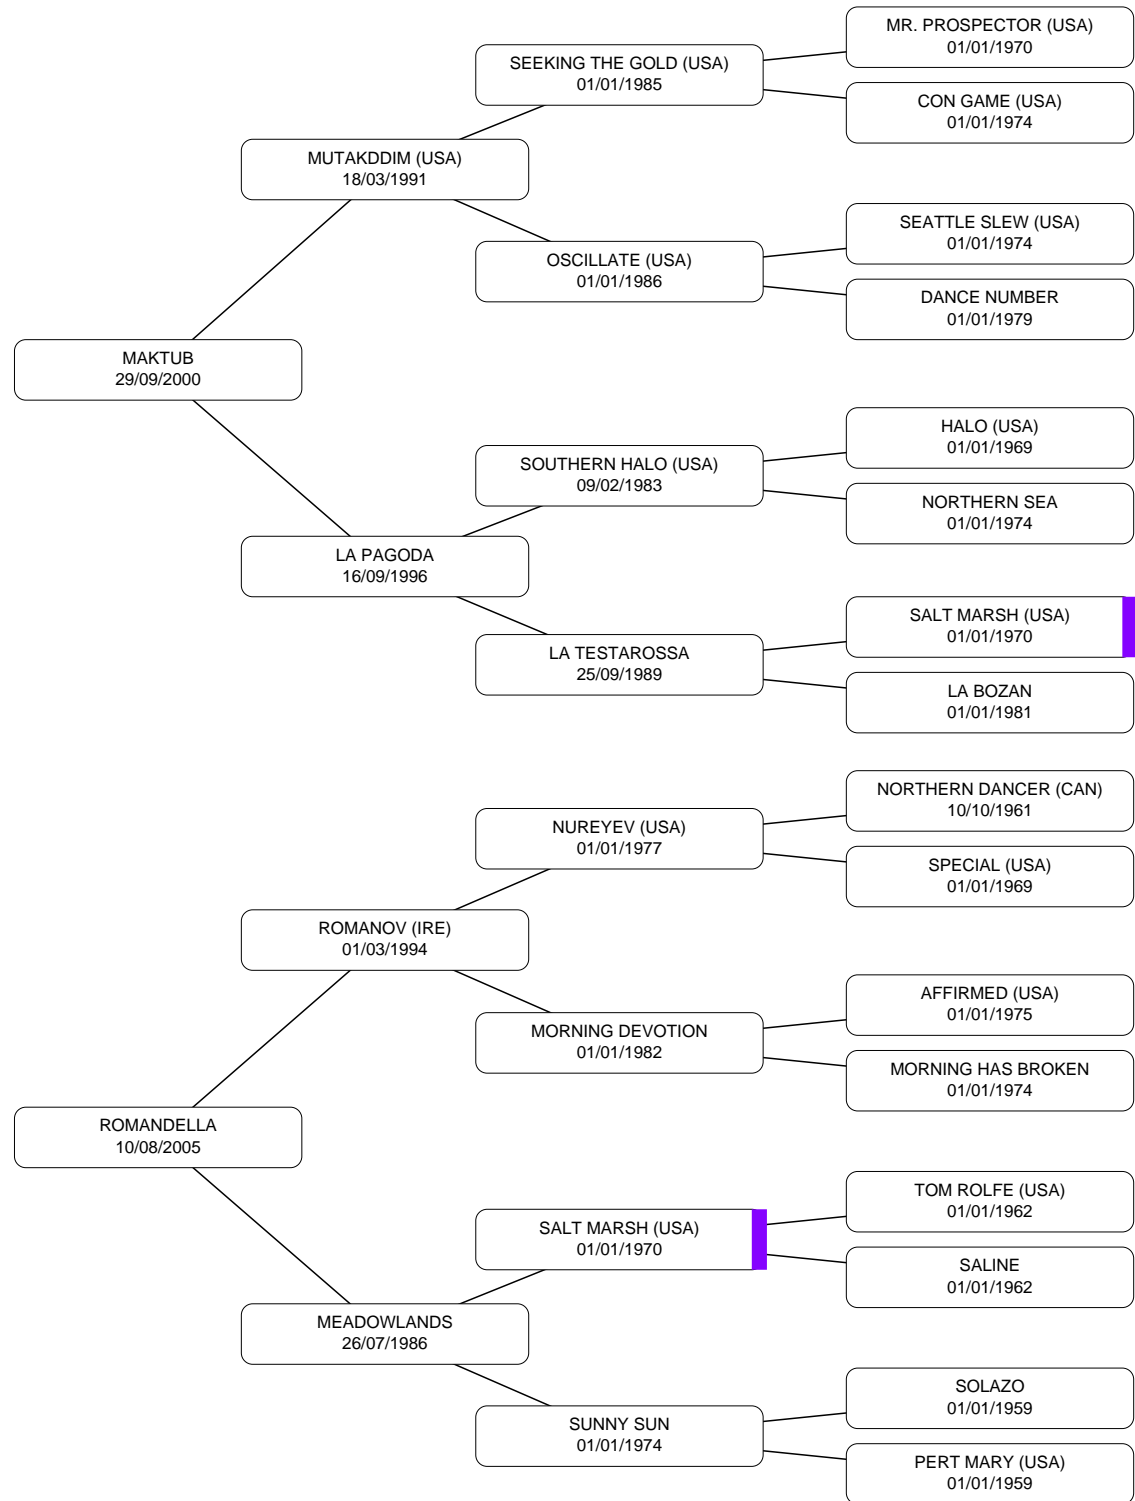 MR. PROSPECTOR (USA)
01/01/1970
SEEKING THE GOLD (USA)
01/01/1985
CON GAME (USA)
01/01/1974
MUTAKDDIM (USA)
18/03/1991
SEATTLE SLEW (USA)
01/01/1974
OSCILLATE (USA)
01/01/1986
DANCE NUMBER
01/01/1979
MAKTUB
29/09/2000
HALO (USA)
01/01/1969
SOUTHERN HALO (USA)
09/02/1983
NORTHERN SEA
01/01/1974
LA PAGODA
16/09/1996
SALT MARSH (USA)
01/01/1970
LA TESTAROSSA
25/09/1989
LA BOZAN
01/01/1981
NORTHERN DANCER (CAN)
10/10/1961
NUREYEV (USA)
01/01/1977
SPECIAL (USA)
01/01/1969
ROMANOV (IRE)
01/03/1994
AFFIRMED (USA)
01/01/1975
MORNING DEVOTION
01/01/1982
MORNING HAS BROKEN
01/01/1974
ROMANDELLA
10/08/2005
TOM ROLFE (USA)
01/01/1962
SALT MARSH (USA)
01/01/1970
SALINE
01/01/1962
MEADOWLANDS
26/07/1986
SOLAZO
01/01/1959
SUNNY SUN
01/01/1974
PERT MARY (USA)
01/01/1959